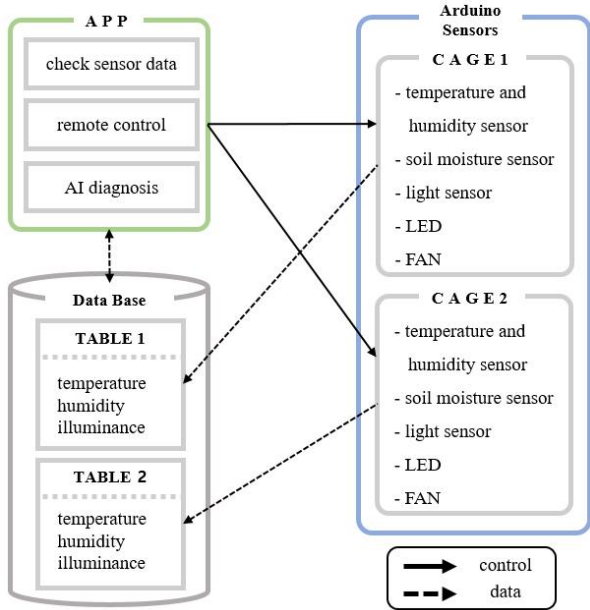 APP
check sensor data
remote control
AI diagnosis
Data Base
TABLE 1
temperature
humidity
illuminance
TABLE 2
temperature
humidity
illuminance
Arduino
Sensors
CAGE1
- temperature and
humidity sensor
- soil moisture sensor
- light sensor
- LED
- FAN
CAGE2
- temperature and
humidity sensor
- soil moisture sensor
- light sensor
- LED
- FAN
control
data